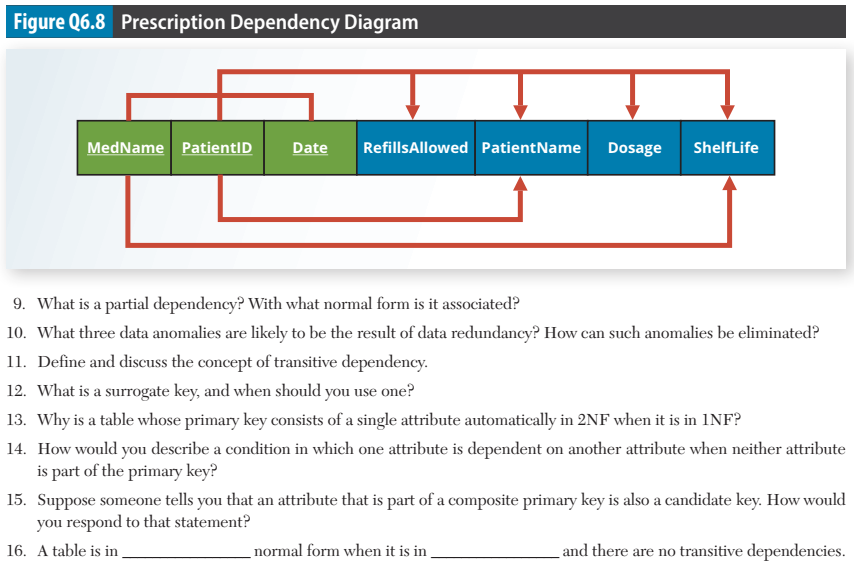 Figure Q6.8 Prescription Dependency Diagram
MedName PatientID Date RefillsAllowed PatientName Dosage ShelfLife
9. What is a partial dependency? With what normal form is it associated?
10. What three data anomalies are likely to be the result of data redundancy? How can such anomalies be eliminated?
11. Define and discuss the concept of transitive dependency.
12. What is a surrogate key, and when should you use one?
13. Why is a table whose primary key consists of a single attribute automatically in 2NF when it is in 1NF?
14. How would you describe a condition in which one attribute is dependent on another attribute when neither attribute
is part of the primary key?
15. Suppose someone tells you that an attribute that is part of a composite primary key is also a candidate key. How would
you respond to that statement?
16. A table is in _______________ normal form when it is in _______________ and there are no transitive dependencies.